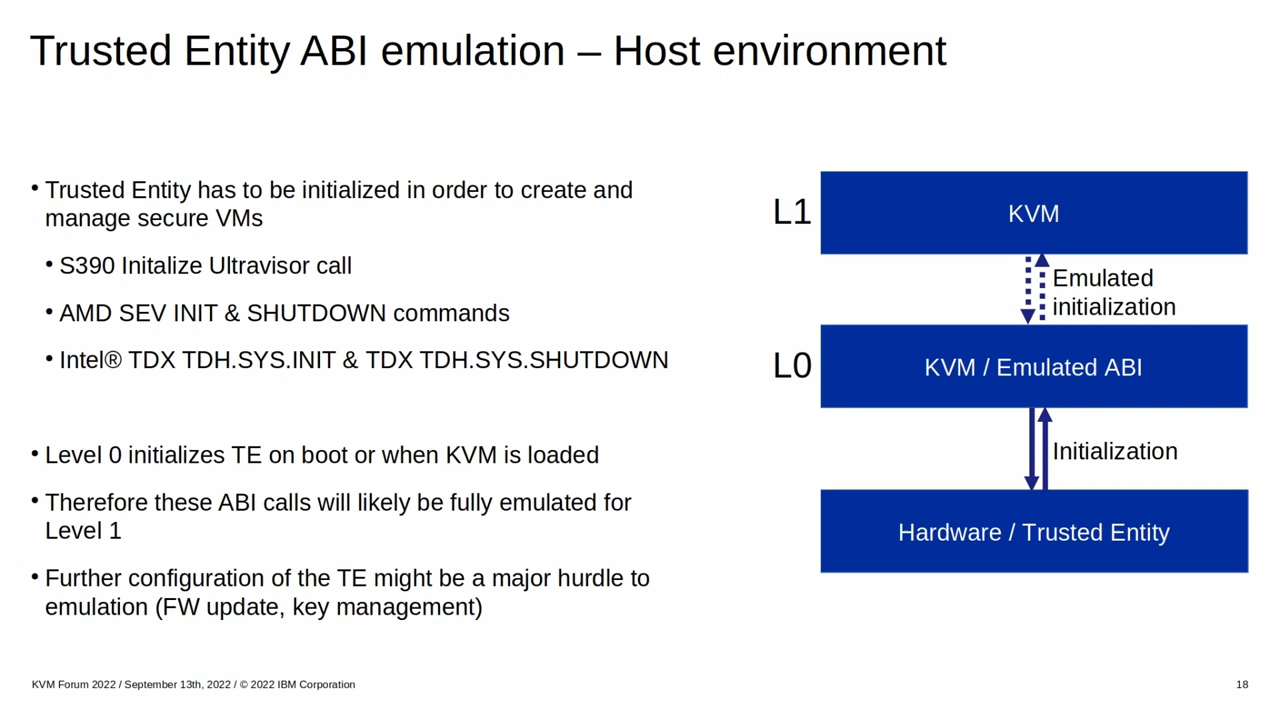 Trusted Entity ABI emulation – Host environment
• Trusted Entity has to be initialized in order to create and
manage secure VMs
• S390 Initalize Ultravisor call
• AMD SEV INIT & SHUTDOWN commands
• Intel® TDX TDH.SYS.INIT & TDX TDH.SYS.SHUTDOWN
• Level 0 initializes TE on boot or when KVM is loaded
• Therefore these ABI calls will likely be fully emulated for
Level 1
• Further configuration of the TE might be a major hurdle to
emulation (FW update, key management)
L1
KVM
Emulated
initialization
L0
KVM / Emulated ABI
Initialization
Hardware / Trusted Entity
KVM Forum 2022 / September 13th, 2022 / © 2022 IBM Corporation
18